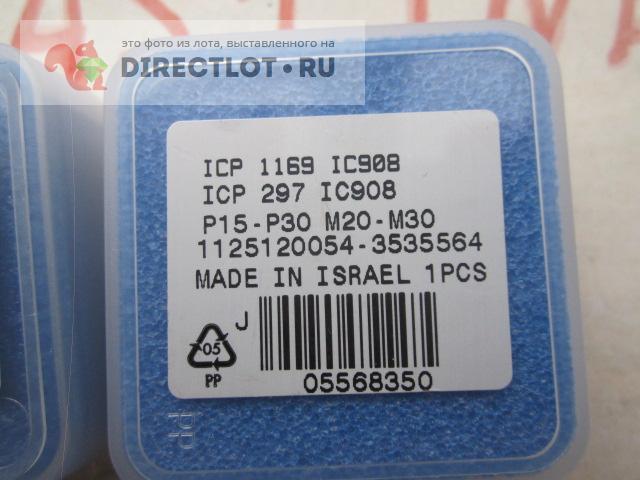 это фото из лота, выставленного на
DIRECTLOT.RU
ICP 1169 IC908
ICP 297 IC908
P15-P30 M20-M30
1125120054-3535564
MADE IN ISRAEL 1PCS
J
05
PP
05568350
PP